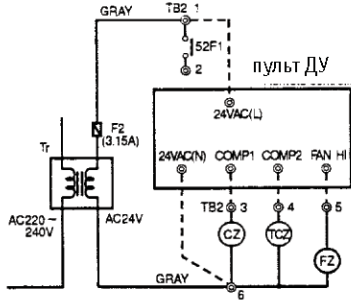 GRAY
TB2 1
52F1
2
пульт ДУ
24VAC(L)
F2
(3.15A)
Tr
24VAC(N) COMP1 COMP2 FAN HI
AC220~
240V
AC24V
TB2 3 4 5
CZ
TCZ
FZ
GRAY
6